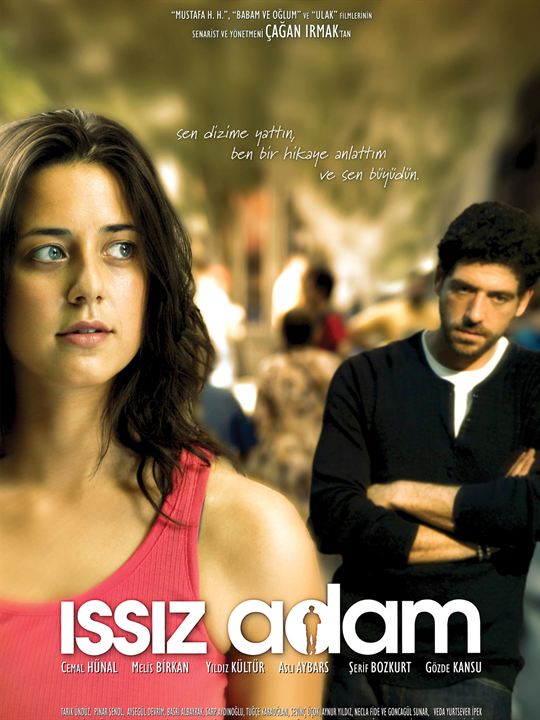 "MUSTAFA H. H.", "BABAM VE OĞLUM" VE "ULAK" FİLMLERİNİN
SENARİST VE YÖNETMENİ ÇAĞAN IRMAK'TAN
sen dizime yattın,
ben bir hikaye anlattım
ve sen büyüdün.
ISSIZ ADAM
CEMAL HÜNAL MELİS BİRKAN YILDIZ KÜLTÜR ASLI AYBARS ŞERİF BOZKURT GÖZDE KANSU
TARIK ÜNDÜZ, PINAR ŞENOL, AYŞEGÜL DEVRİM, BASRİ ALBAYRAK, SARP AYDINOĞLU, TUĞÇE KARAOĞLAN, SEVİNÇ ÜÇÖN, AYNUR YILDIZ, NECLA FİDE VE GONCAGÜL SUNAR, VEDA YURTSEVER İPEK